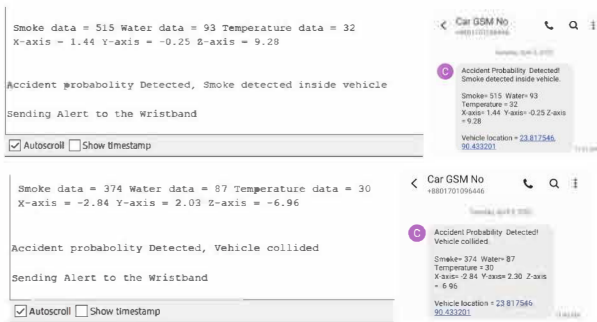 Smoke data = 515 Water data = 93 Temperature data = 32
X-axis = 1.44 Y-axis = -0.25 Z-axis = 9.28
Accident probabolity Detected, Smoke detected inside vehicle
Sending Alert to the Wristband
Autoscroll Show timestamp
Car GSM No
C
Accident Probability Detected!
Smoke detected inside vehicle.
Smoke= 515 Water= 93
Temperature = 32
X-axis= 1.44 Y-axis= -0.25 Z-axis
= 9.28
Vehicle location = 23.817546,
90.433201
Smoke data = 374 Water data = 87 Temperature data = 30
X-axis = -2.84 Y-axis = 2.03 Z-axis = -6.96
Accident probabolity Detected, Vehicle collided
Sending Alert to the Wristband
Autoscroll Show timestamp
Car GSM No
+8801701096446
C
Accident Probability Detected!
Vehicle collided.
Smoke= 374 Water= 87
Temperature = 30
X-axis= -2 84 Y-axis= 2.30 Z-axis
= -6 96
Vehicle location = 23 817546,
90.433201